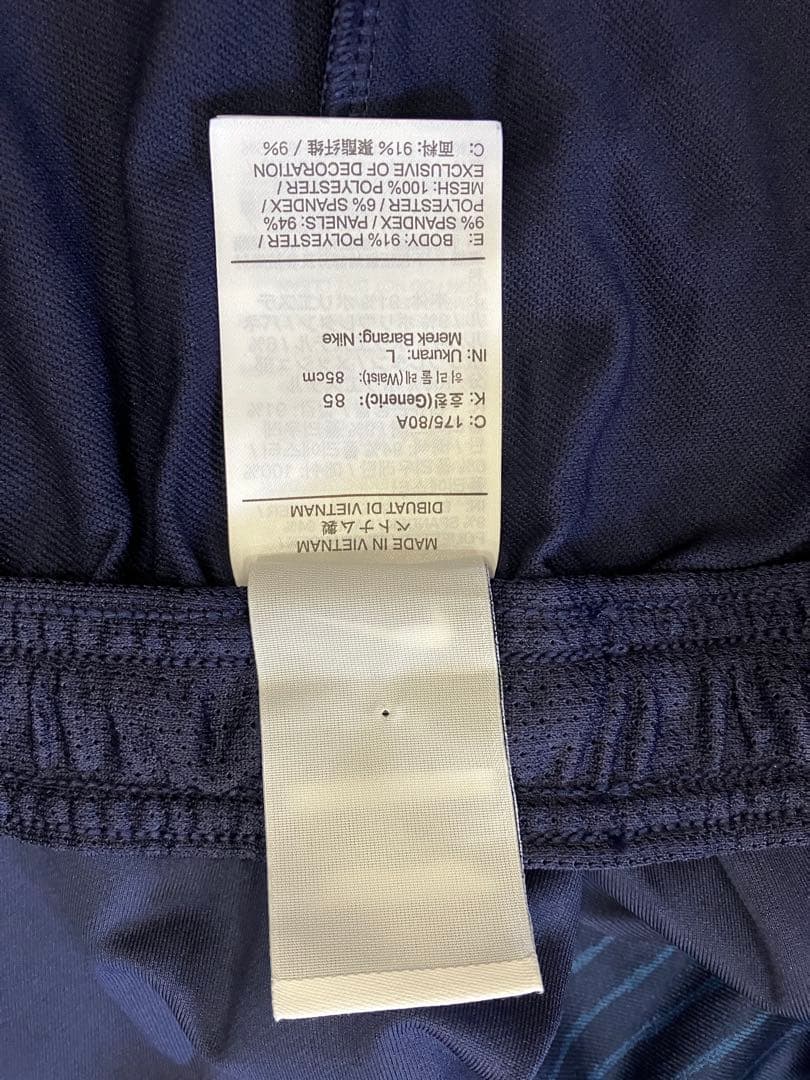 MADE IN VIETNAM
ベトナム製
DIBUAT DI VIETNAM
C: 175/80A
K: 호칭(Generic): 85
허리둘레(Waist): 85cm
IN: Ukuran: L
Merek Barang: Nike
E: BODY: 91% POLYESTER /
9% SPANDEX / PANELS: 94%
POLYESTER / 6% SPANDEX /
MESH: 100% POLYESTER /
EXCLUSIVE OF DECORATION
C: 面料: 91% 聚酯纤维 / 9%